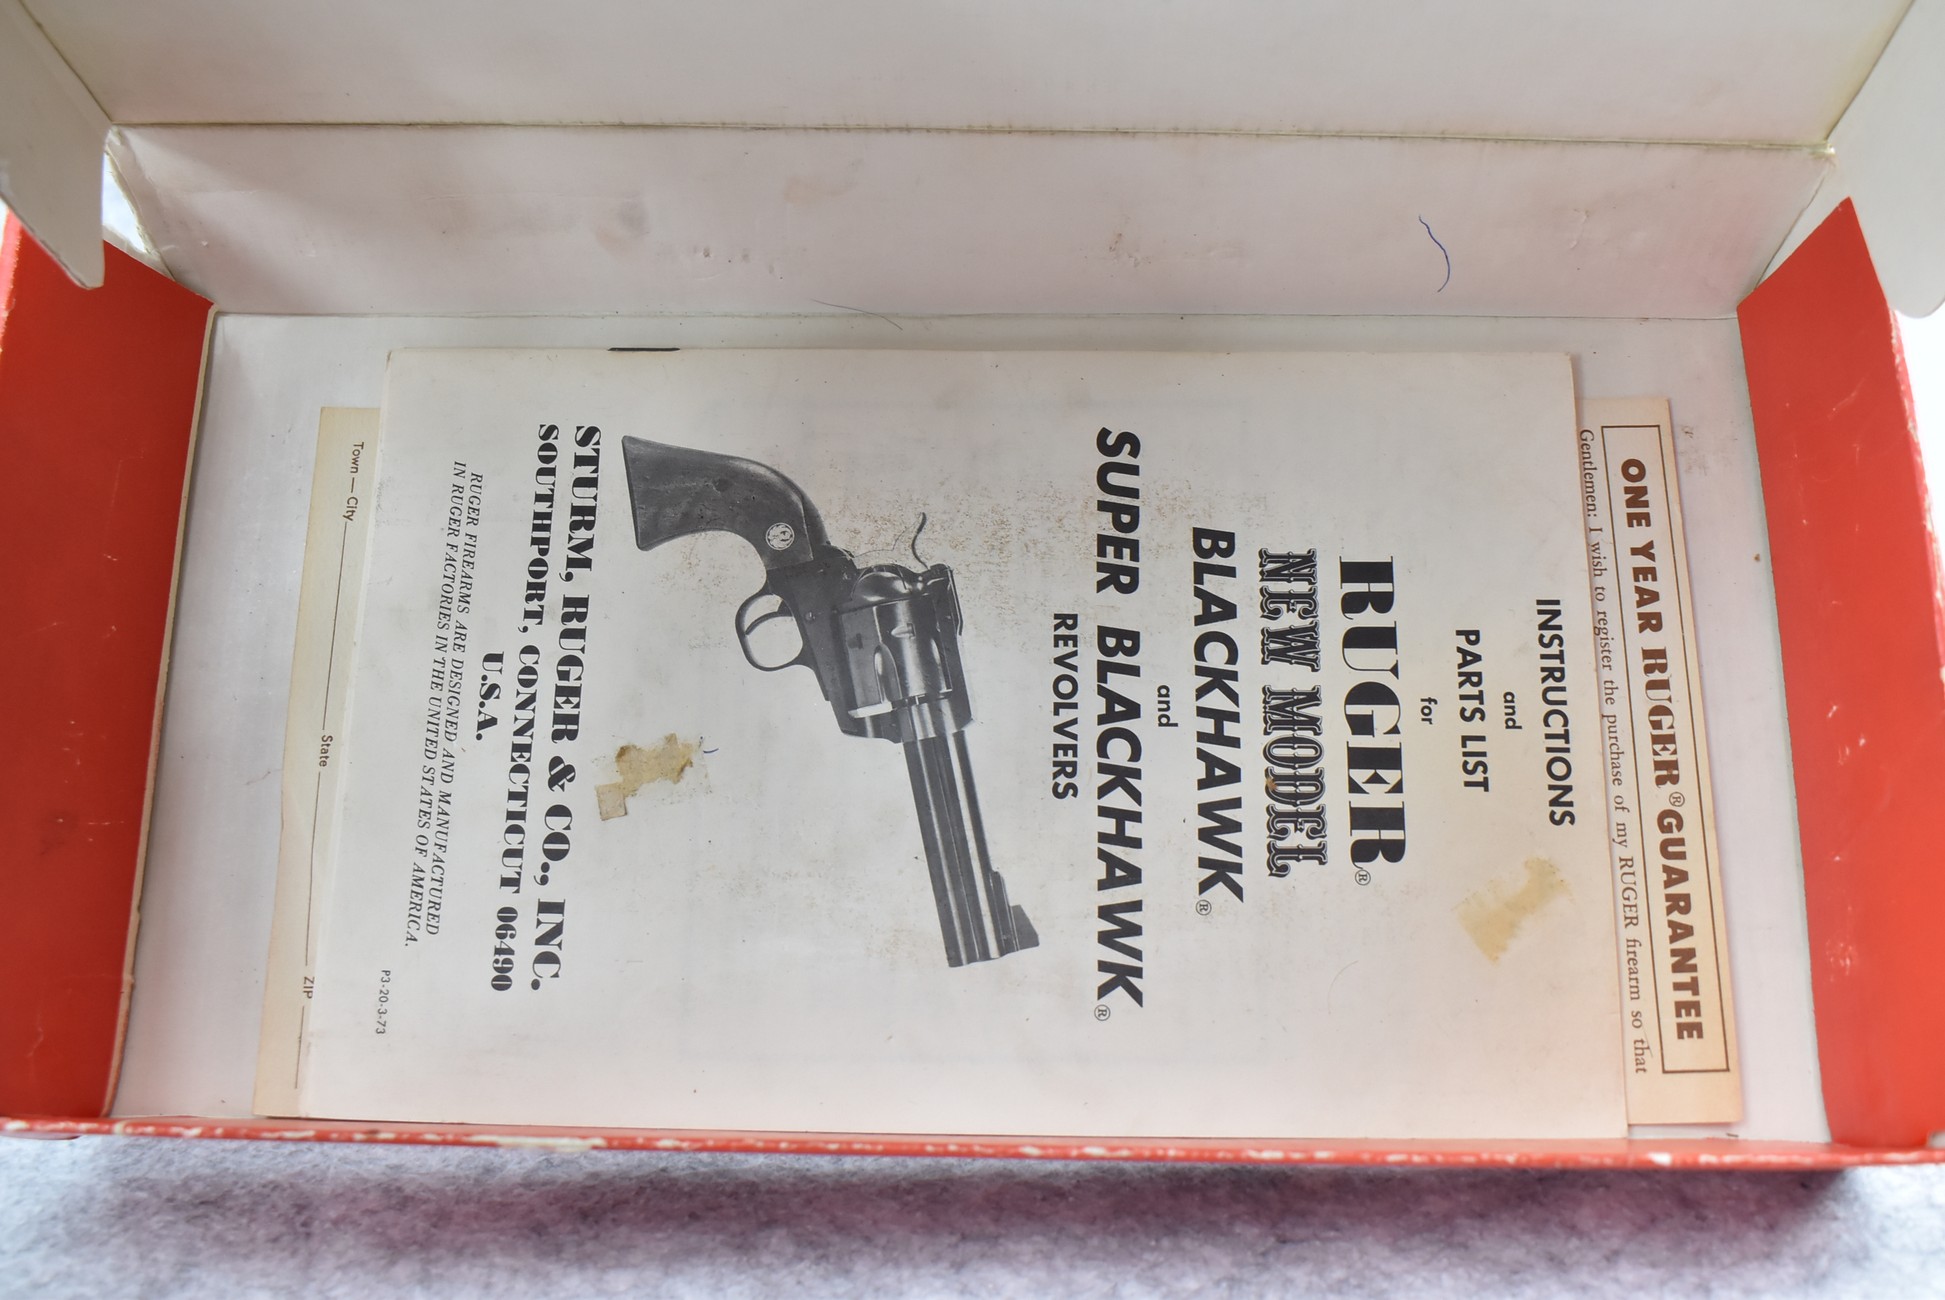 ONE YEAR RUGER® GUARANTEE
Gentlemen: I wish to register the purchase of my RUGER firearm so that
INSTRUCTIONS
and
PARTS LIST
for
RUGER®
NEW MODEL
BLACKHAWK®
and
SUPER BLACKHAWK®
REVOLVERS
STURM, RUGER & CO., INC.
SOUTHPORT, CONNECTICUT 06490
U.S.A.
RUGER FIREARMS ARE DESIGNED AND MANUFACTURED
IN RUGER FACTORIES IN THE UNITED STATES OF AMERICA.
P3-20-3-73
Town — City State ZIP